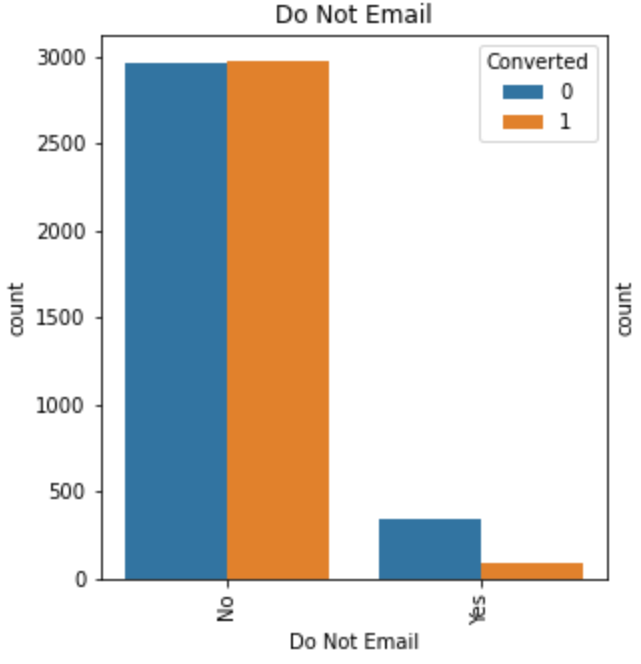 Do Not Email
Converted
0
1
3000
2500
2000
1500
1000
500
0
count
count
No
Yes
Do Not Email